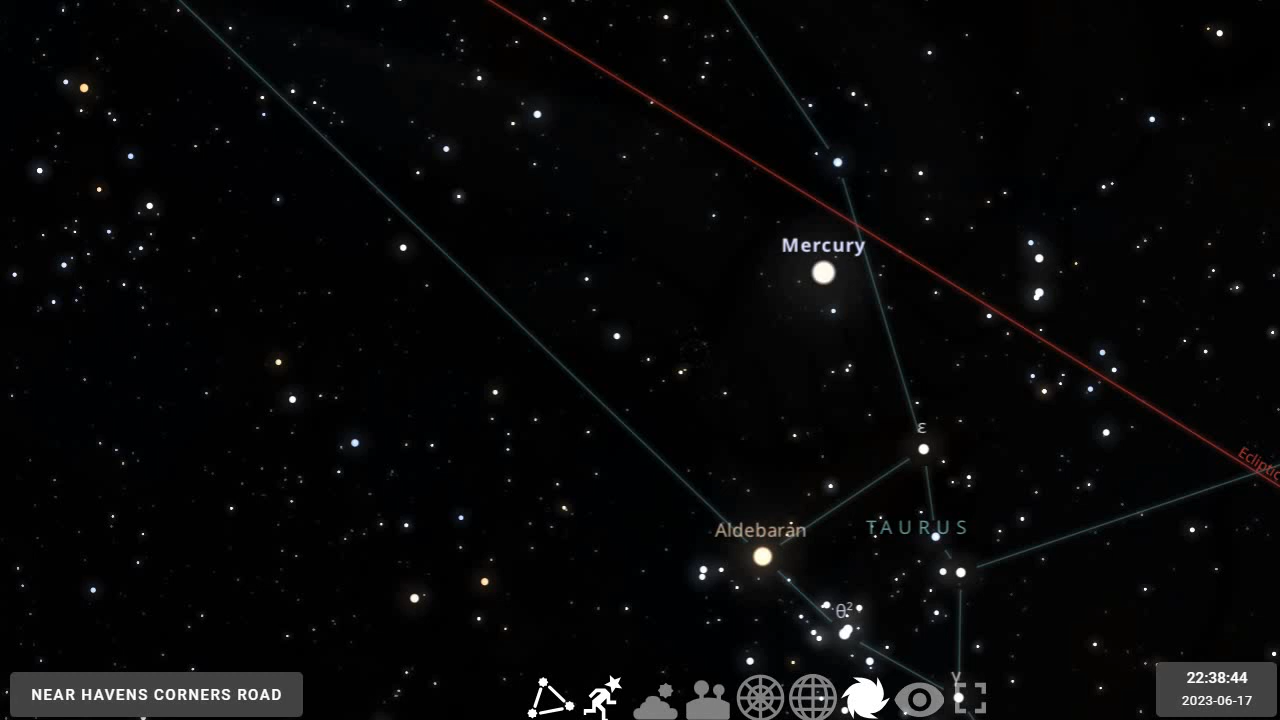 Mercury
Ecliptic
ε
Aldebaran
TAURUS
θ²
γ
NEAR HAVENS CORNERS ROAD
22:38:44
2023-06-17